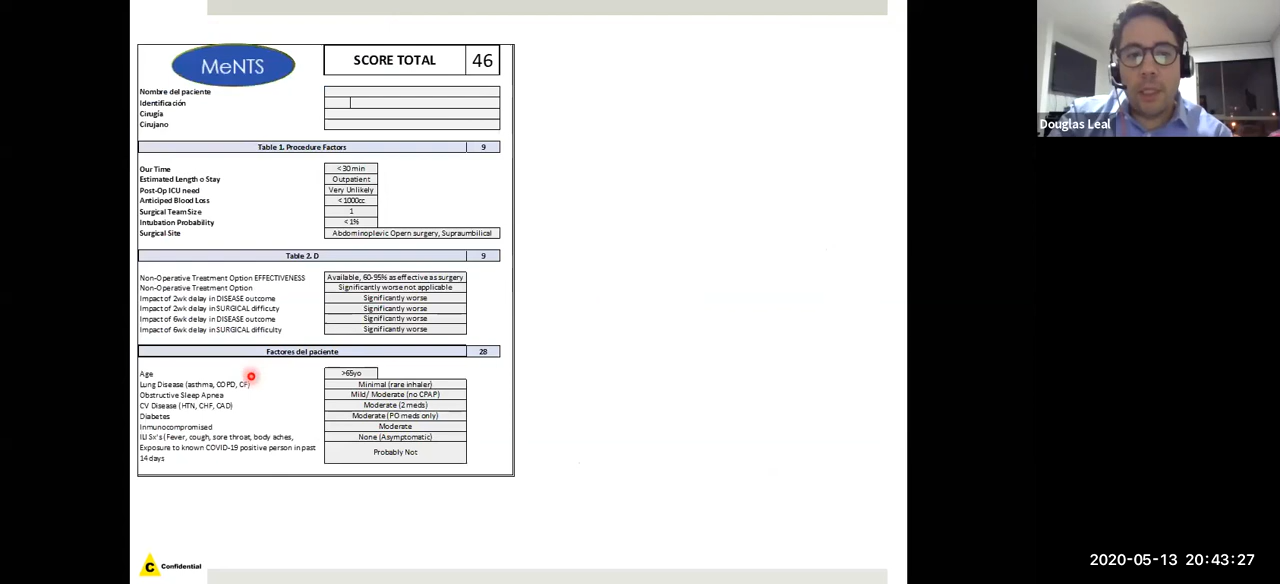 MeNTS
SCORE TOTAL 46
Nombre del paciente
Identificación
Cirugía
Cirujano
Table 1. Procedure Factors 9
Our Time <30 min
Estimated Length o Stay Outpatient
Post-Op ICU need Very Unlikely
Anticiped Blood Loss <1000cc
Surgical Team Size 1
Intubation Probability <1%
Surgical Site Abdominoplevic Opern surgery, Supraumbilical
Table 2. D 9
Non-Operative Treatment Option EFFECTIVENESS Available, 60-95% as effective as surgery
Non-Operative Treatment Option Significantly worse not applicable
Impact of 2wk delay in DISEASE outcome Significantly worse
Impact of 2wk delay in SURGICAL difficuty Significantly worse
Impact of 6wk delay in DISEASE outcome Significantly worse
Impact of 6wk delay in SURGICAL difficulty Significantly worse
Factores del paciente 28
Age >65yo
Lung Disease (asthma, COPD, CF) Minimal (rare inhaler)
Obstructive Sleep Apnea Mild/ Moderate (no CPAP)
CV Disease (HTN, CHF, CAD) Moderate (2 meds)
Diabetes Moderate (PO meds only)
Inmunocompromised Moderate
ILI Sx's (Fever, cough, sore throat, body aches, None (Asymptomatic)
Exposure to known COVID-19 positive person in past
14 days Probably Not
C Confidential
Douglas Leal
2020-05-13 20:43:27